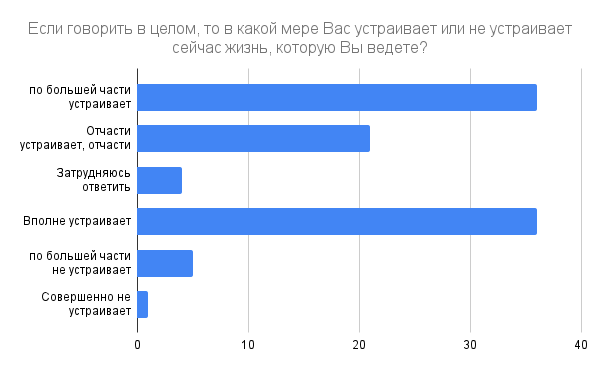 Если говорить в целом, то в какой мере Вас устраивает или не устраивает
сейчас жизнь, которую Вы ведете?
по большей части
устраивает
Отчасти
устраивает, отчасти
Затрудняюсь
ответить
Вполне устраивает
по большей части
не устраивает
Совершенно не
устраивает
0 10 20 30 40